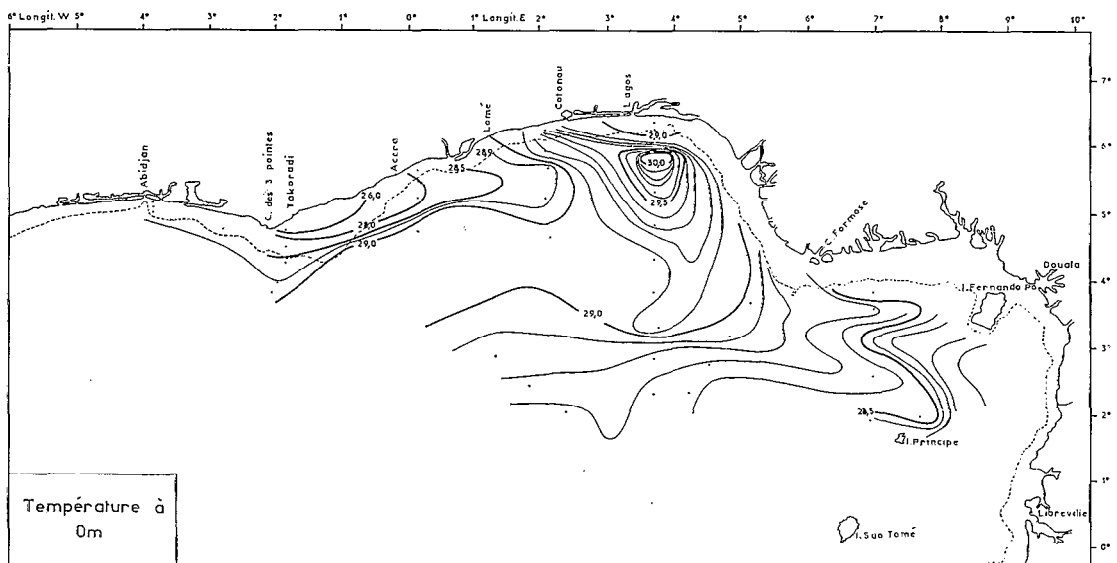 6° Longit. W 5° 4° 3° 2° 1° 0° 1° Longit. E 2° 3° 4° 5° 6° 7° 8° 9° 10°
7°
6°
5°
4°
3°
2°
1°
0°
Abidjan
C. des 3 pointes
Takoradi
Accra
Lomé
Cotonou
Lagos
C. Formose
Douala
I. Fernando Po
I. Principe
I. Sao Tomé
Libreville
26,0
28,0
29,0
28,5
28,9
29,0
30,0
29,5
29,0
28,5
Température à
0m